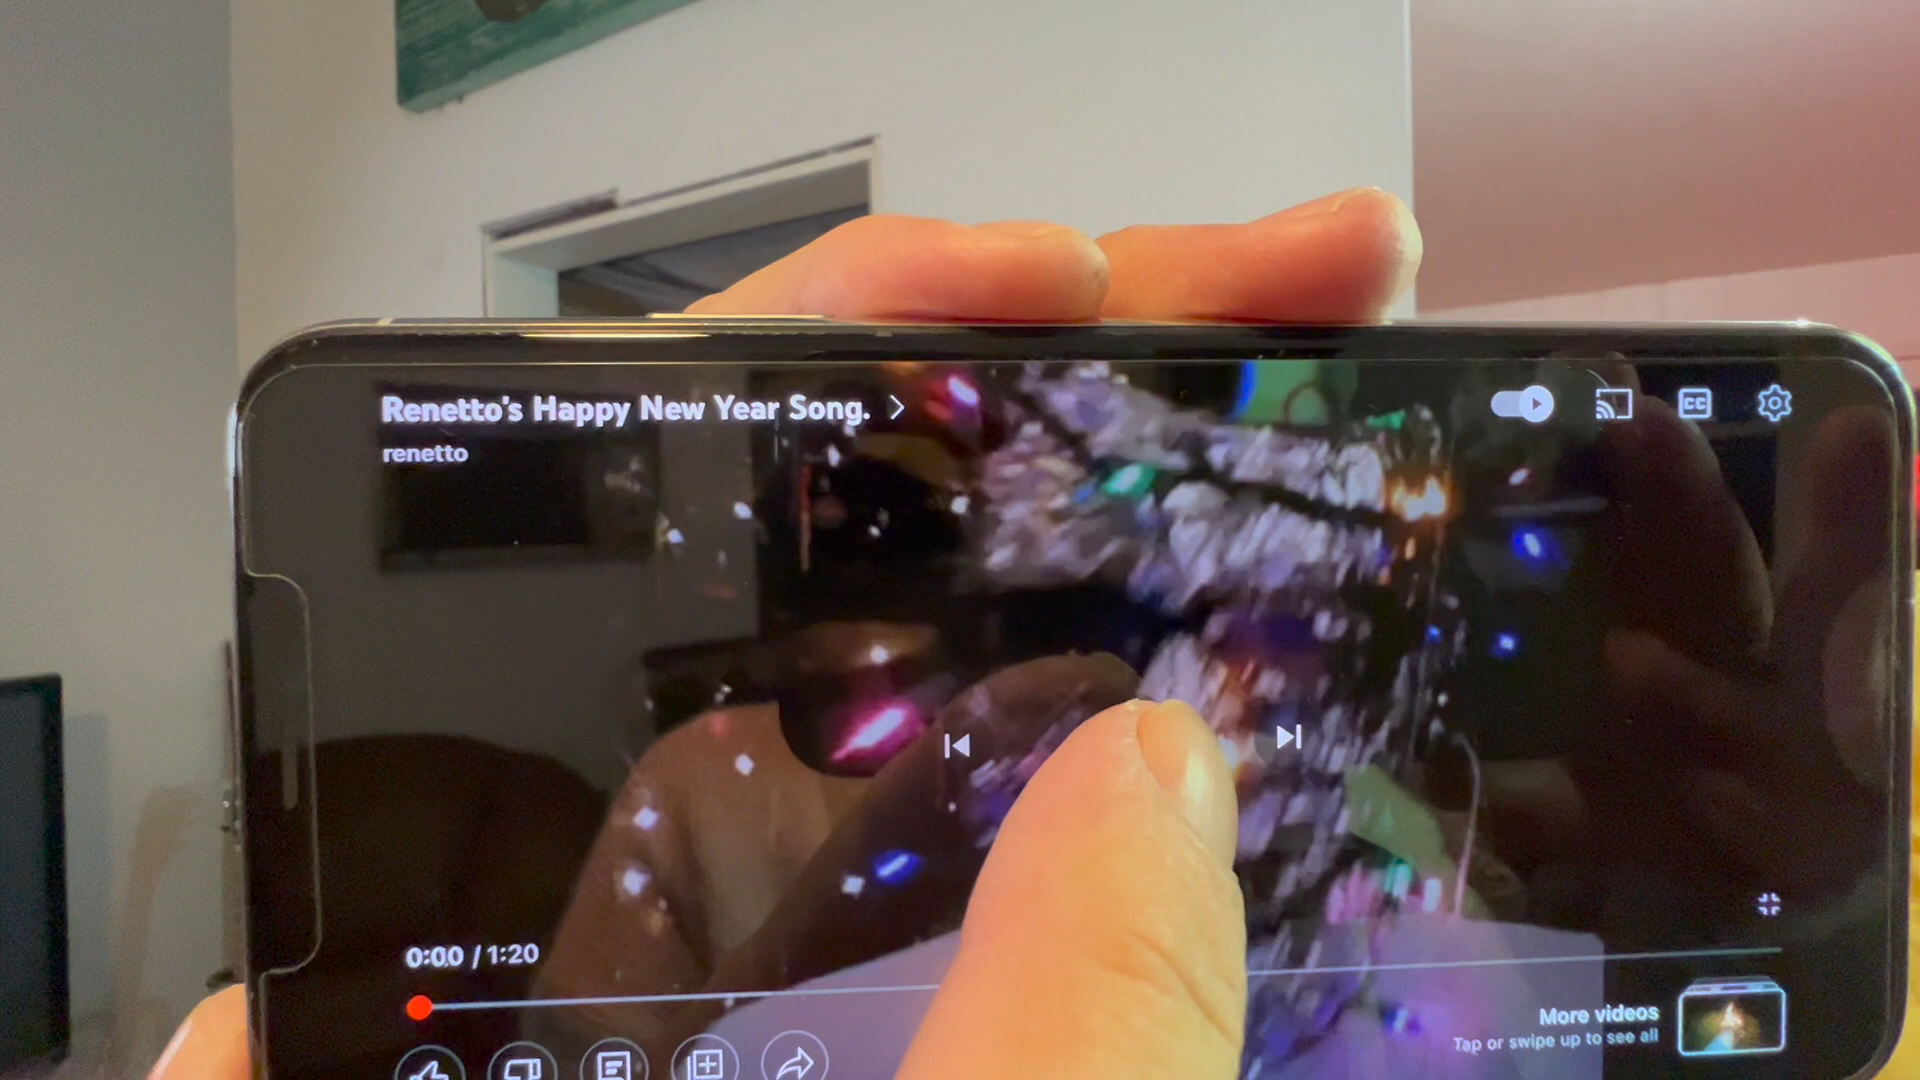 Renetto's Happy New Year Song.
renetto
CC
0:00 / 1:20
More videos
Tap or swipe up to see all